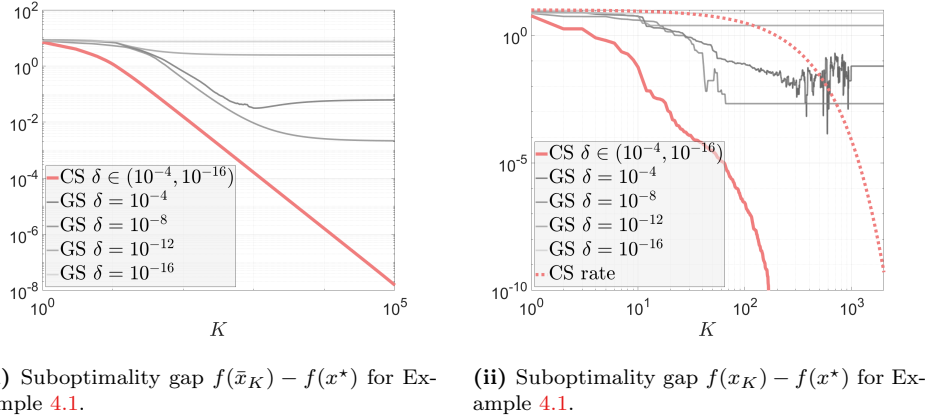 10^2
10^0
10^{-2}
10^{-4}
10^{-6}
10^{-8}
CS δ ∈ (10^{-4}, 10^{-16})
GS δ = 10^{-4}
GS δ = 10^{-8}
GS δ = 10^{-12}
GS δ = 10^{-16}
10^0
10^5
K
) Suboptimality gap f(x̄_K) − f(x^⋆) for Ex-
mple 4.1.
10^0
10^{-5}
10^{-10}
CS δ ∈ (10^{-4}, 10^{-16})
GS δ = 10^{-4}
GS δ = 10^{-8}
GS δ = 10^{-12}
GS δ = 10^{-16}
CS rate
10^0
10^1
10^2
10^3
K
(ii) Suboptimality gap f(x_K) − f(x^⋆) for Ex-
ample 4.1.